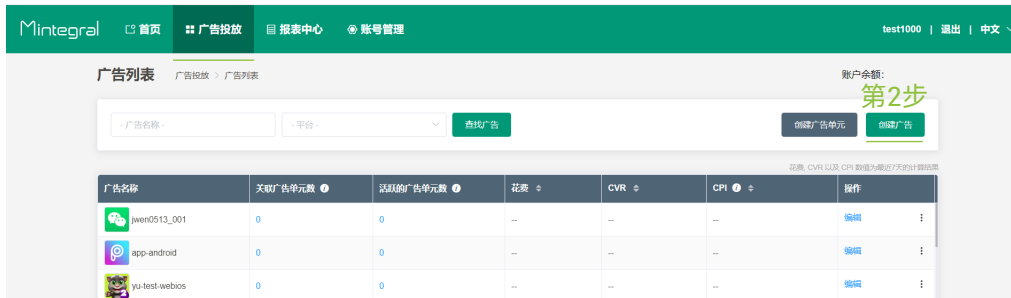 Mintegral 首页 广告投放 报表中心 账号管理 test1000 | 退出 | 中文
广告列表 广告投放 > 广告列表 账户余额:
第2步
- 广告名称 - - 平台 - 查找广告 创建广告单元 创建广告
花费, CVR 以及 CPI 数值为最近7天的计算结果
广告名称 关联广告单元数 活跃的广告单元数 花费 CVR CPI 操作
jwen0513_001 0 0 -- -- -- 编辑
app-android 0 0 -- -- -- 编辑
yu-test-webios 0 0 -- -- -- 编辑